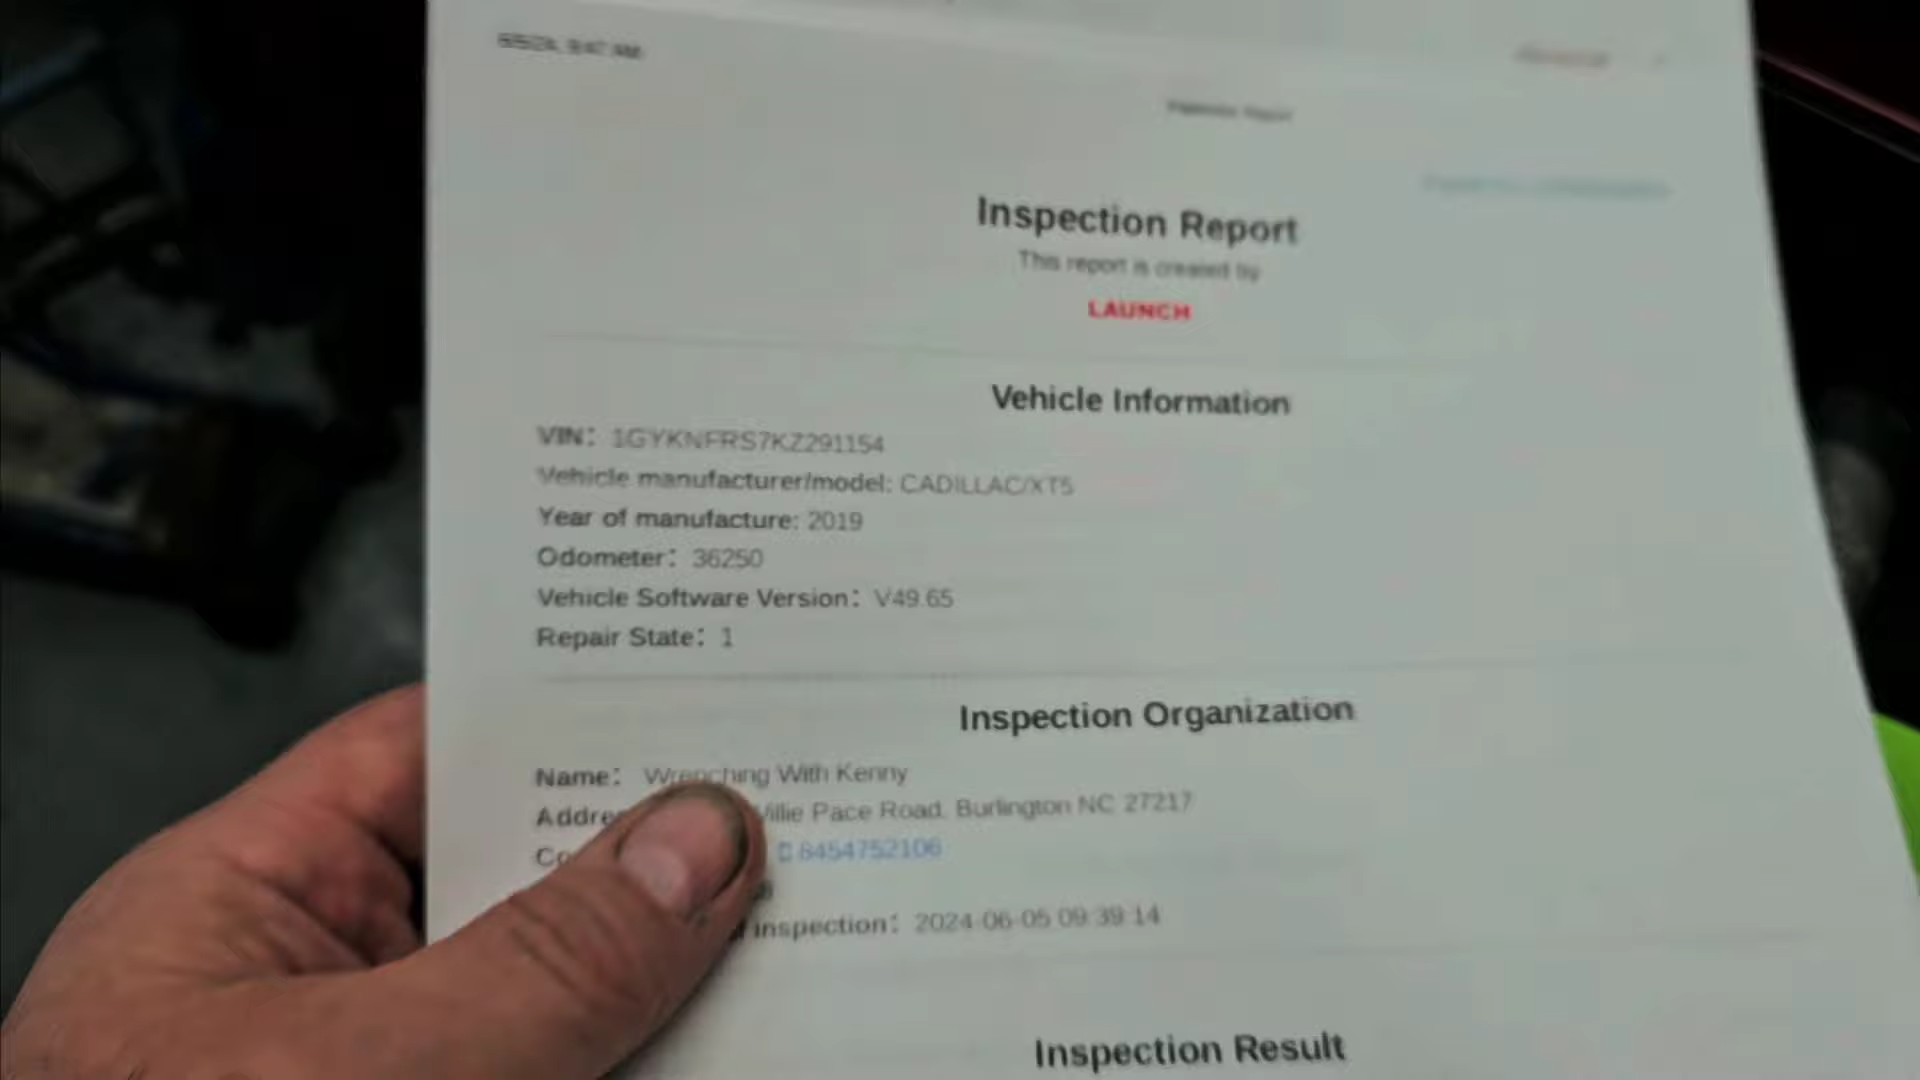 Inspection Report
This report is created by
LAUNCH
Vehicle Information
VIN: 1GYKNFRS7KZ291154
Vehicle manufacturer/model: CADILLAC/XT5
Year of manufacture: 2019
Odometer: 36250
Vehicle Software Version: V49.65
Repair State: 1
Inspection Organization
Name: Wrenching With Kenny
Pace Road, Burlington NC 27217
8454752106
inspection: 2024-06-05 09:39:14
Inspection Result